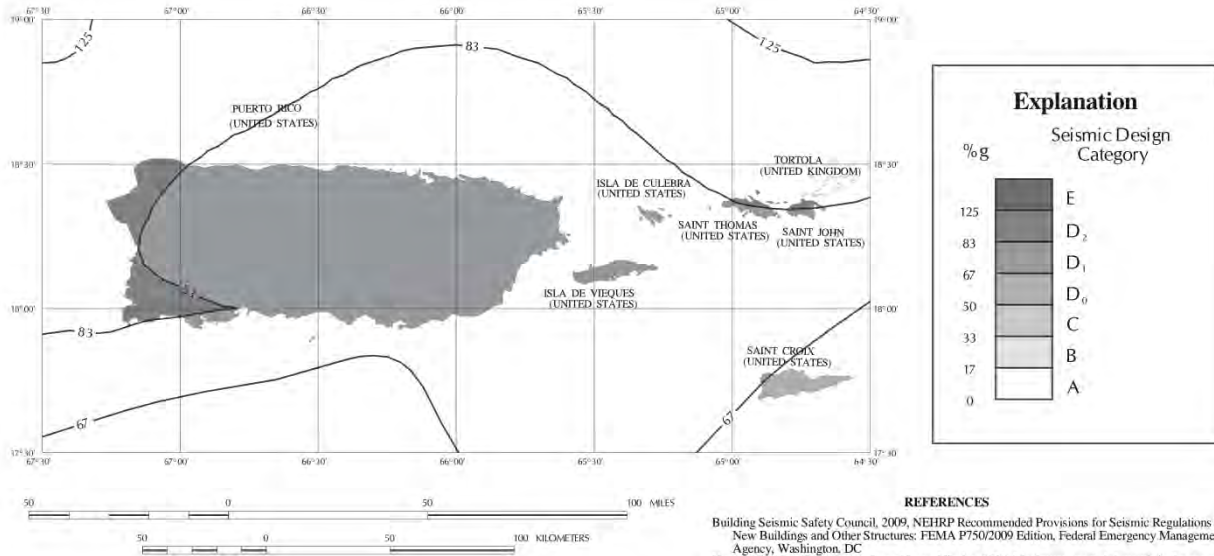 19°00'
125
83
125
19°00'
PUERTO RICO
(UNITED STATES)
18°30'
18°30'
TORTOLA
(UNITED KINGDOM)
ISLA DE CULEBRA
(UNITED STATES)
SAINT THOMAS
(UNITED STATES)
SAINT JOHN
(UNITED STATES)
ISLA DE VIEQUES
(UNITED STATES)
83
18°00'
18°00'
83
SAINT CROIX
(UNITED STATES)
67
67
17°30'
17°30'
67°30'
67°00'
66°30'
66°00'
65°30'
65°00'
64°30'
67°00'
66°30'
66°00'
65°30'
65°00'
64°30'
Explanation
%g
Seismic Design
Category
E
125
D2
83
D1
67
D0
50
C
33
B
17
A
0
50 0 50 100 MILES
50 0 50 100 KILOMETERS
REFERENCES
Building Seismic Safety Council, 2009, NEHRP Recommended Provisions for Seismic Regulations
New Buildings and Other Structures: FEMA P750/2009 Edition, Federal Emergency Manageme
Agency, Washington, DC